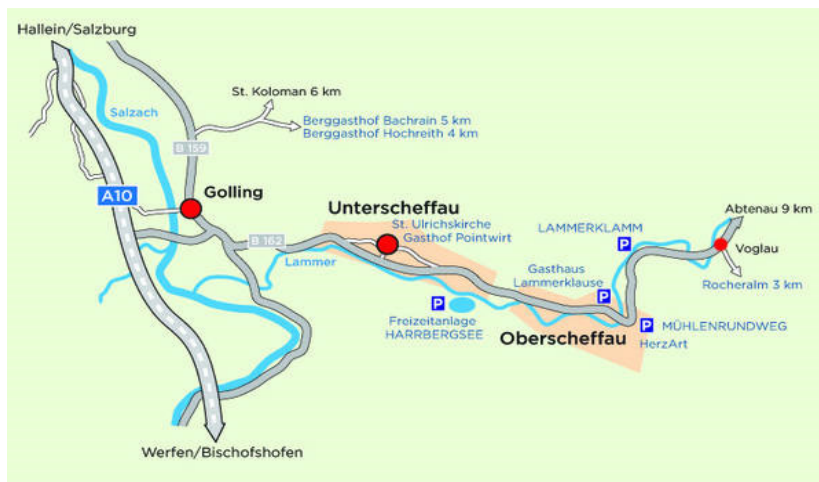 Hallein/Salzburg
Salzach
St. Koloman 6 km
Berggasthof Bachrain 5 km
Berggasthof Hochreith 4 km
B 159
A10
Golling
Unterscheffau
St. Ulrichskirche
Gasthof Pointwirt
B 162
Lammer
Abtenau 9 km
LAMMERKLAMM
P
Voglau
Rocheralm 3 km
Gasthaus
Lammerklause
P
P
Freizeitanlage
HARRBERGSEE
Oberscheffau
P
MÜHLENRUNDWEG
HerzArt
Werfen/Bischofshofen